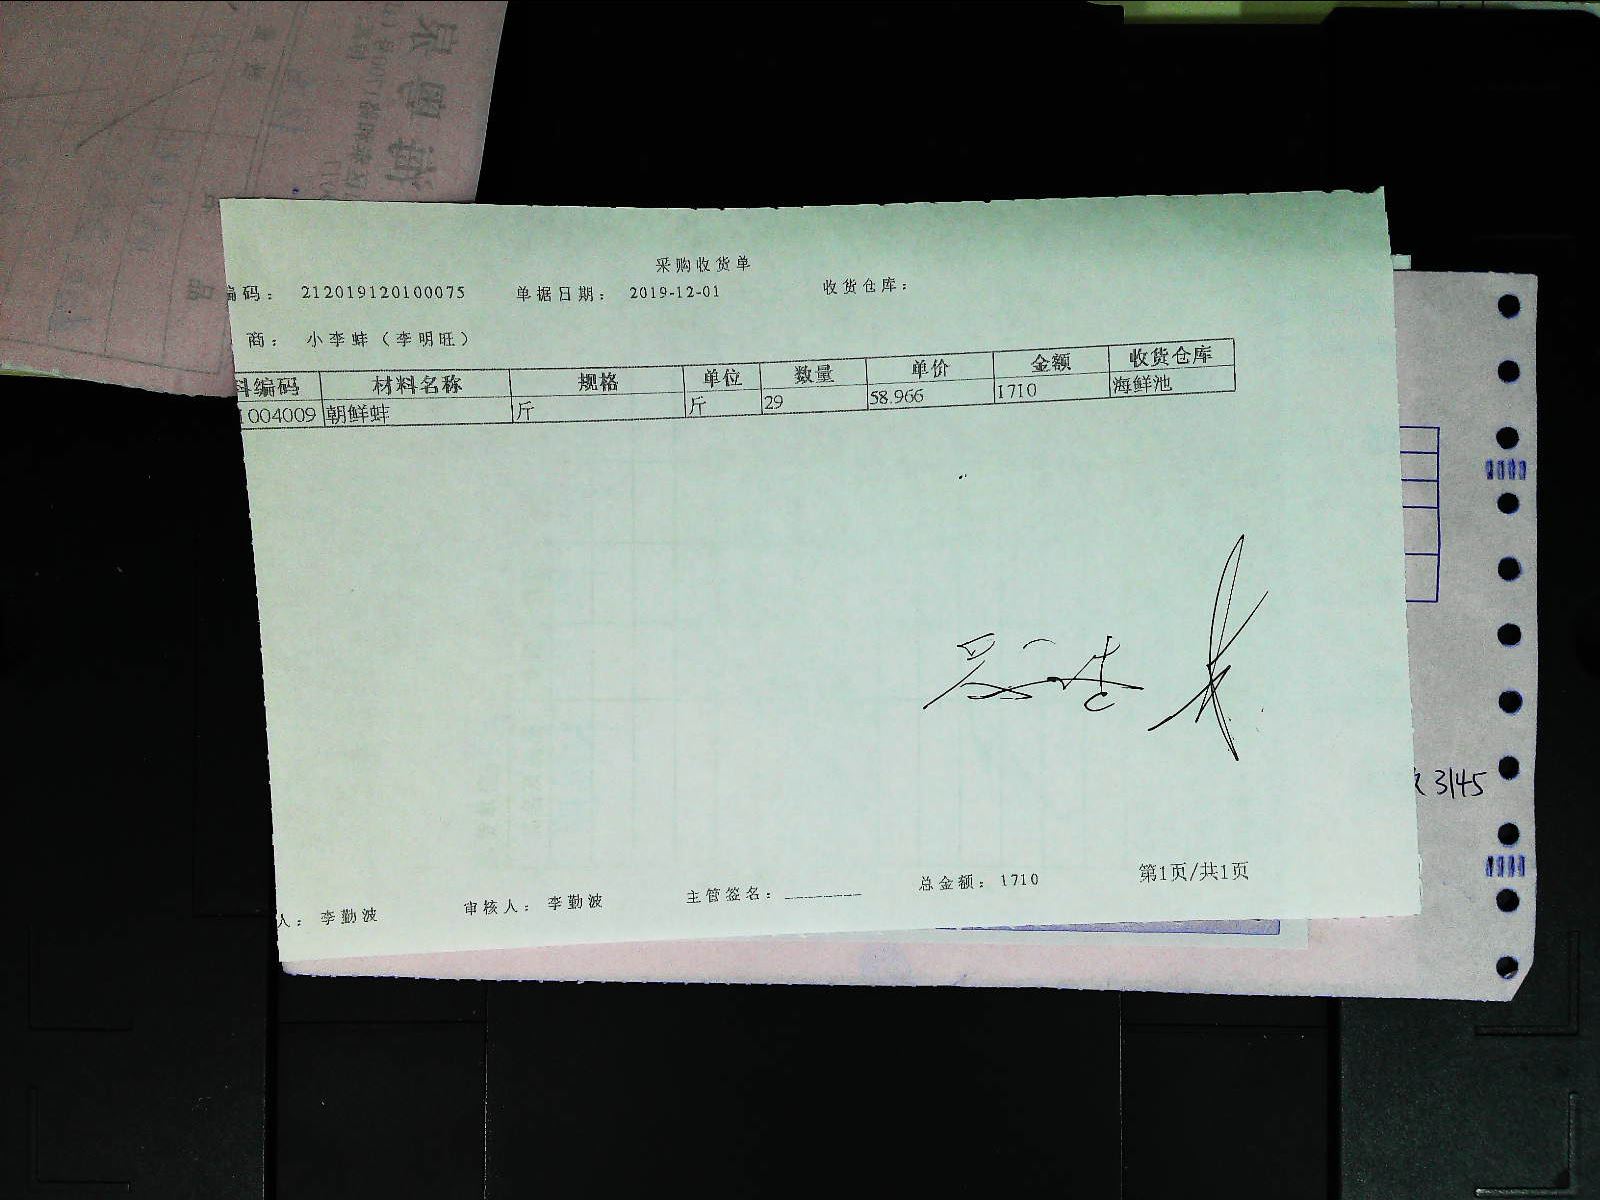 采购收货单
编码： 212019120100075 单据日期： 2019-12-01 收货仓库：
商： 小李蚌（李明旺）
料编码 材料名称 规格 单位 数量 单价 金额 收货仓库
1004009 朝鲜蚌 斤 斤 29 58.966 1710 海鲜池
3145
人： 李勤波 审核人： 李勤波 主管签名： 总金额：1710 第1页/共1页